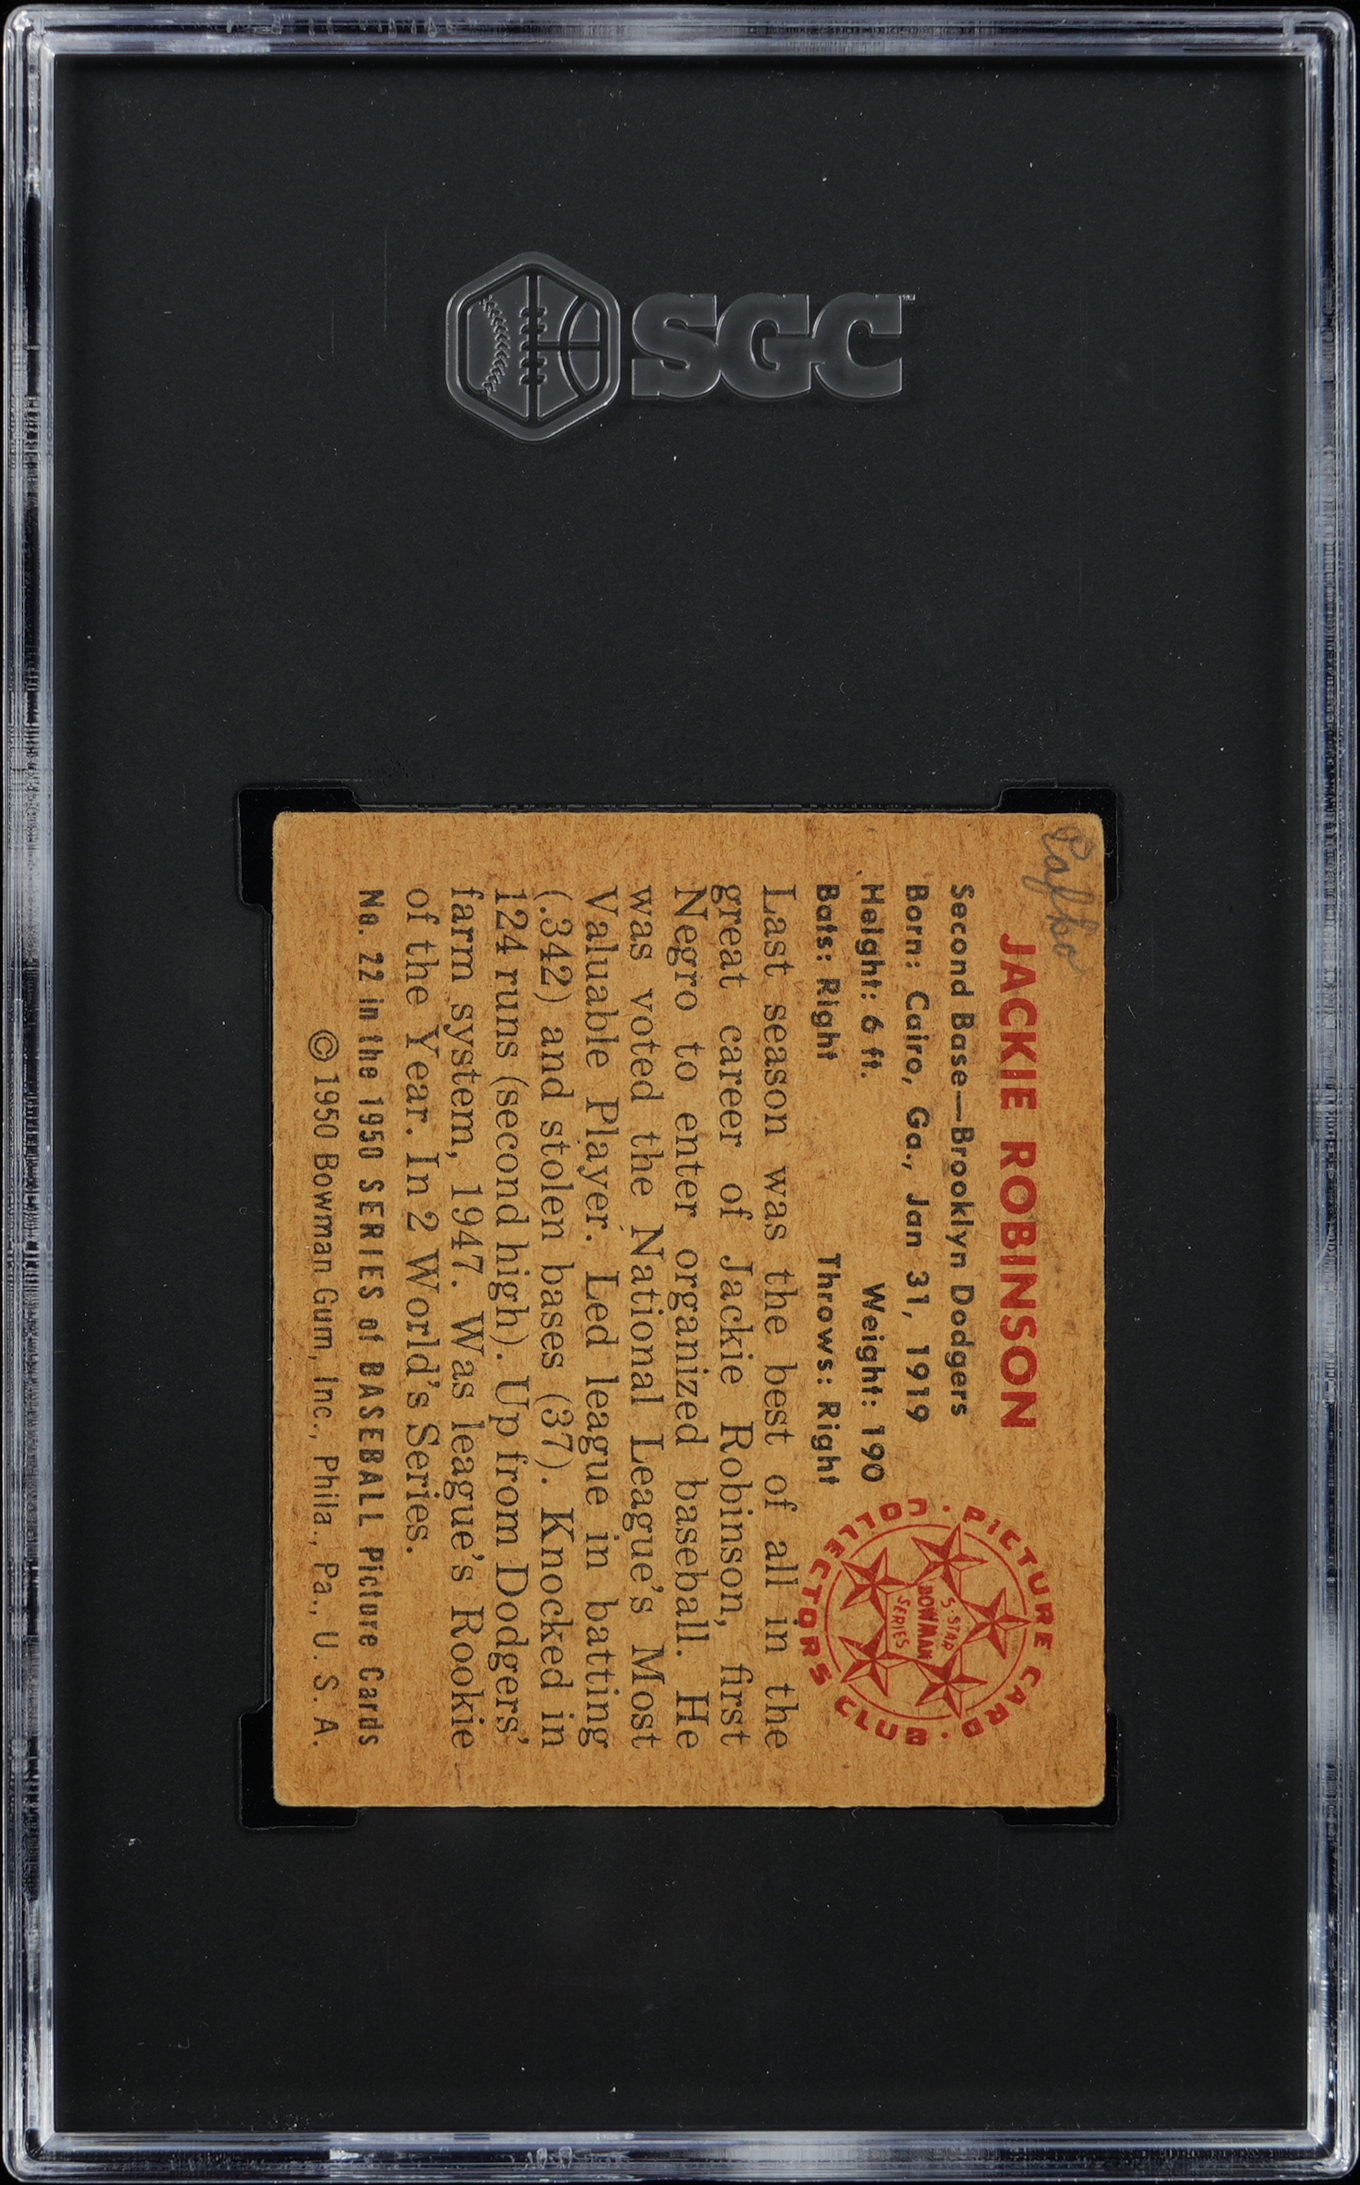 SGC
JACKIE ROBINSON
Second Base—Brooklyn Dodgers
Born: Cairo, Ga., Jan 31, 1919
Height: 6 ft. Weight: 190
Bats: Right Throws: Right
PICTURE CARD · COLLECTORS CLUB ·
5-STAR
BOWMAN
SERIES
Last season was the best of all in the
great career of Jackie Robinson, first
Negro to enter organized baseball. He
was voted the National League's Most
Valuable Player. Led league in batting
(.342) and stolen bases (37). Knocked in
124 runs (second high). Up from Dodgers'
farm system, 1947. Was league's Rookie
of the Year. In 2 World's Series.
No. 22 in the 1950 SERIES of BASEBALL Picture Cards
© 1950 Bowman Gum, Inc., Phila., Pa., U. S. A.